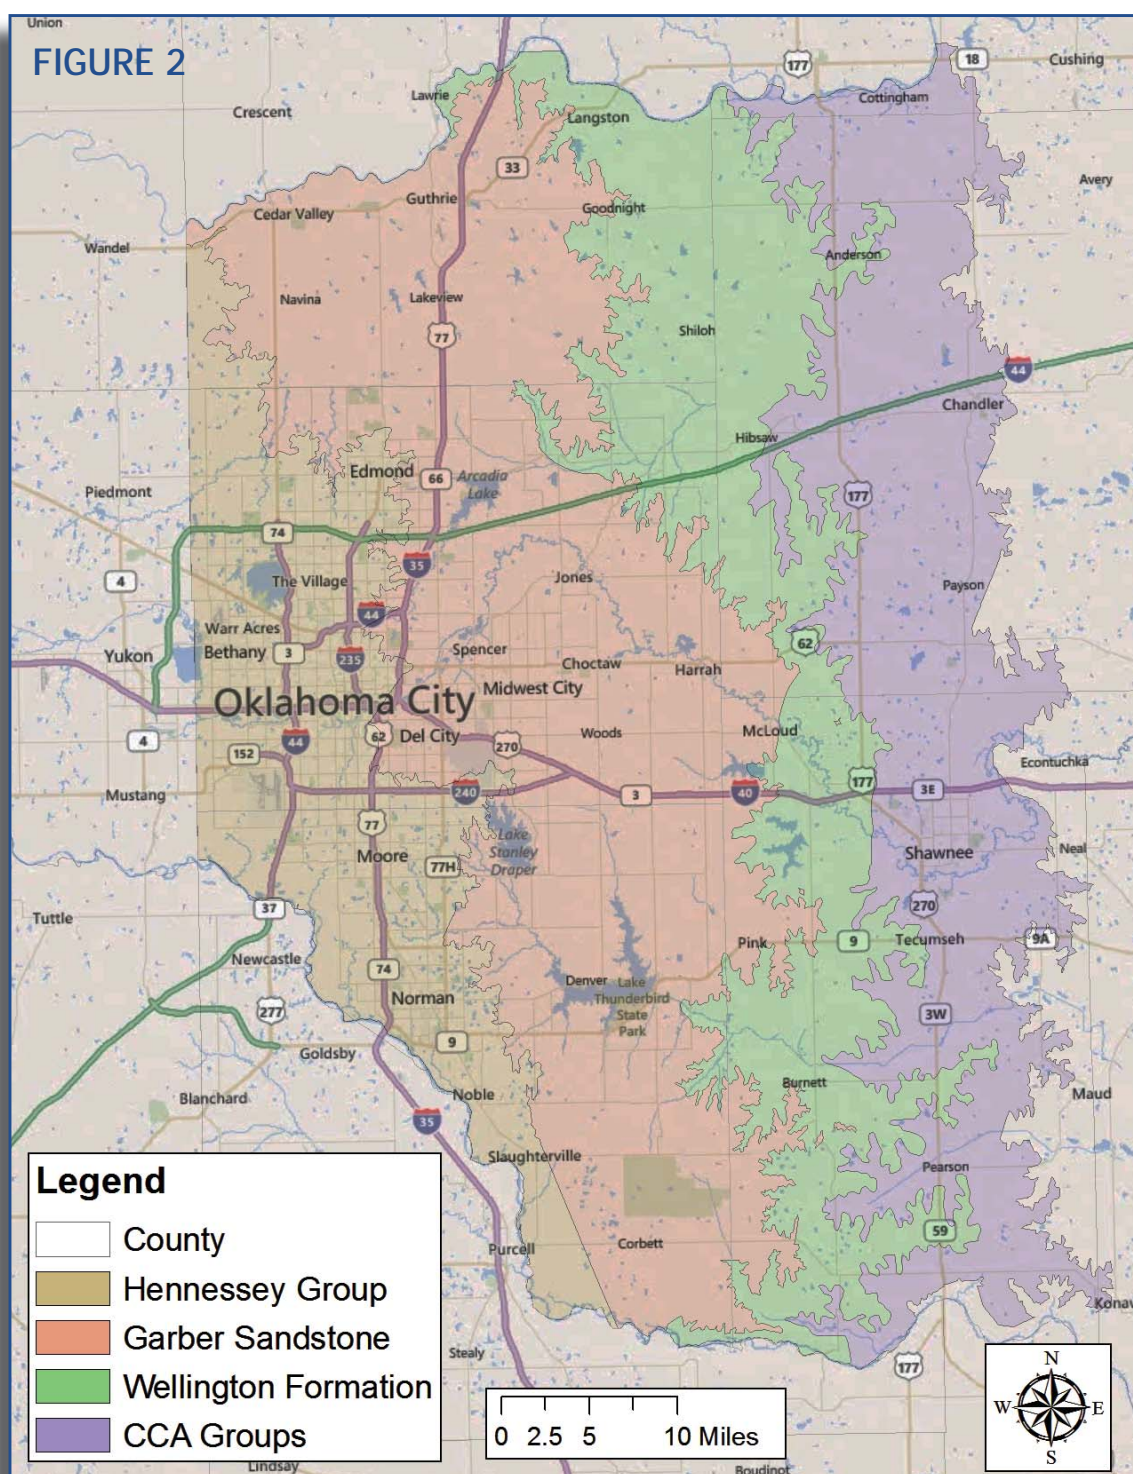 Union
FIGURE 2
177
18
Cushing
Lawrie
Cottingham
Crescent
Langston
33
Avery
Guthrie
Cedar Valley
Goodnight
Wandel
Anderson
Navina
Lakeview
77
Shiloh
44
Chandler
Hibsaw
Edmond
66
Arcadia
Lake
Piedmont
177
74
35
4
The Village
Jones
Payson
44
Warr Acres
Yukon
Bethany
3
235
Spencer
Choctaw
Harrah
62
Oklahoma City
Midwest City
4
44
62
Del City
270
Woods
McLoud
152
Econtuchka
Mustang
240
3
40
177
3E
77
Lake
Stanley
Draper
Moore
77H
Shawnee
Neal
37
270
Tuttle
Pink
9
Tecumseh
9A
Newcastle
74
Denver
Lake
Thunderbird
State
Park
277
Norman
3W
9
Goldsby
Burnett
Blanchard
Noble
Maud
35
Slaughterville
Pearson
59
Purcell
Corbett
Konaw
Stealy
177
Legend
County
Hennessey Group
Garber Sandstone
Wellington Formation
CCA Groups
0 2.5 5 10 Miles
N
W E
S
Lindsay
Boudinot